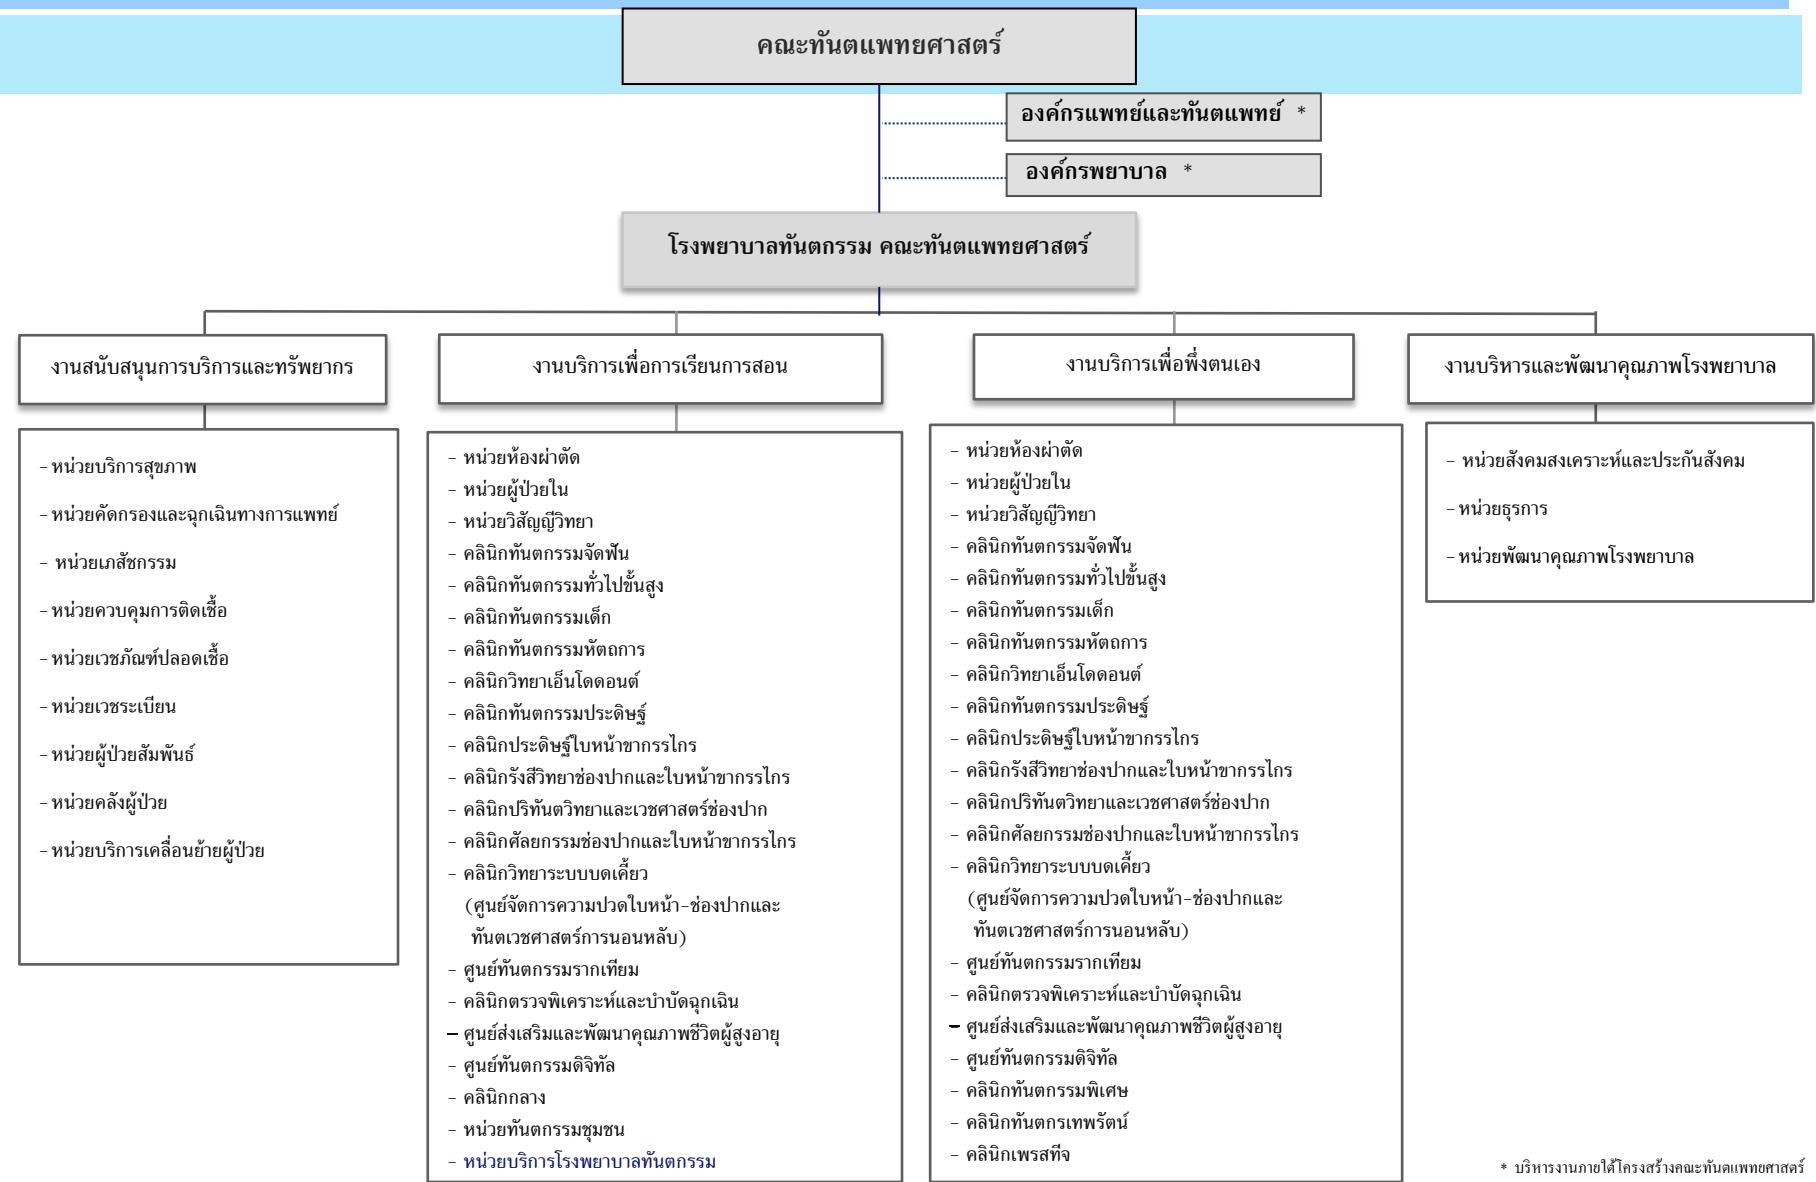 คณะทันตแพทยศาสตร์
องค์กรแพทย์และทันตแพทย์ *
องค์กรพยาบาล *
โรงพยาบาลทันตกรรม คณะทันตแพทยศาสตร์
งานสนับสนุนการบริการและทรัพยากร
- หน่วยบริการสุขภาพ
- หน่วยคัดกรองและฉุกเฉินทางการแพทย์
- หน่วยเภสัชกรรม
- หน่วยควบคุมการติดเชื้อ
- หน่วยเวชภัณฑ์ปลอดเชื้อ
- หน่วยเวชระเบียน
- หน่วยผู้ป่วยสัมพันธ์
- หน่วยคลังผู้ป่วย
- หน่วยบริการเคลื่อนย้ายผู้ป่วย
งานบริการเพื่อการเรียนการสอน
- หน่วยห้องผ่าตัด
- หน่วยผู้ป่วยใน
- หน่วยวิสัญญีวิทยา
- คลินิกทันตกรรมจัดฟัน
- คลินิกทันตกรรมทั่วไปขั้นสูง
- คลินิกทันตกรรมเด็ก
- คลินิกทันตกรรมหัตถการ
- คลินิกวิทยาเอ็นโดดอนต์
- คลินิกทันตกรรมประดิษฐ์
- คลินิกประดิษฐ์ใบหน้าขากรรไกร
- คลินิกรังสีวิทยาช่องปากและใบหน้าขากรรไกร
- คลินิกปริทันตวิทยาและเวชศาสตร์ช่องปาก
- คลินิกศัลยกรรมช่องปากและใบหน้าขากรรไกร
- คลินิกวิทยาระบบบดเคี้ยว
(ศูนย์จัดการความปวดใบหน้า-ช่องปากและ
ทันตเวชศาสตร์การนอนหลับ)
- ศูนย์ทันตกรรมรากเทียม
- คลินิกตรวจพิเคราะห์และบำบัดฉุกเฉิน
- ศูนย์ส่งเสริมและพัฒนาคุณภาพชีวิตผู้สูงอายุ
- ศูนย์ทันตกรรมดิจิทัล
- คลินิกกลาง
- หน่วยทันตกรรมชุมชน
- หน่วยบริการโรงพยาบาลทันตกรรม
งานบริการเพื่อพึ่งตนเอง
- หน่วยห้องผ่าตัด
- หน่วยผู้ป่วยใน
- หน่วยวิสัญญีวิทยา
- คลินิกทันตกรรมจัดฟัน
- คลินิกทันตกรรมทั่วไปขั้นสูง
- คลินิกทันตกรรมเด็ก
- คลินิกทันตกรรมหัตถการ
- คลินิกวิทยาเอ็นโดดอนต์
- คลินิกทันตกรรมประดิษฐ์
- คลินิกประดิษฐ์ใบหน้าขากรรไกร
- คลินิกรังสีวิทยาช่องปากและใบหน้าขากรรไกร
- คลินิกปริทันตวิทยาและเวชศาสตร์ช่องปาก
- คลินิกศัลยกรรมช่องปากและใบหน้าขากรรไกร
- คลินิกวิทยาระบบบดเคี้ยว
(ศูนย์จัดการความปวดใบหน้า-ช่องปากและ
ทันตเวชศาสตร์การนอนหลับ)
- ศูนย์ทันตกรรมรากเทียม
- คลินิกตรวจพิเคราะห์และบำบัดฉุกเฉิน
- ศูนย์ส่งเสริมและพัฒนาคุณภาพชีวิตผู้สูงอายุ
- ศูนย์ทันตกรรมดิจิทัล
- คลินิกทันตกรรมพิเศษ
- คลินิกทันตกรเทพรัตน์
- คลินิกเพรสทีจ
งานบริหารและพัฒนาคุณภาพโรงพยาบาล
- หน่วยสังคมสงเคราะห์และประกันสังคม
- หน่วยธุรการ
- หน่วยพัฒนาคุณภาพโรงพยาบาล
* บริหารงานภายใต้โครงสร้างคณะทันตแพทยศาสตร์